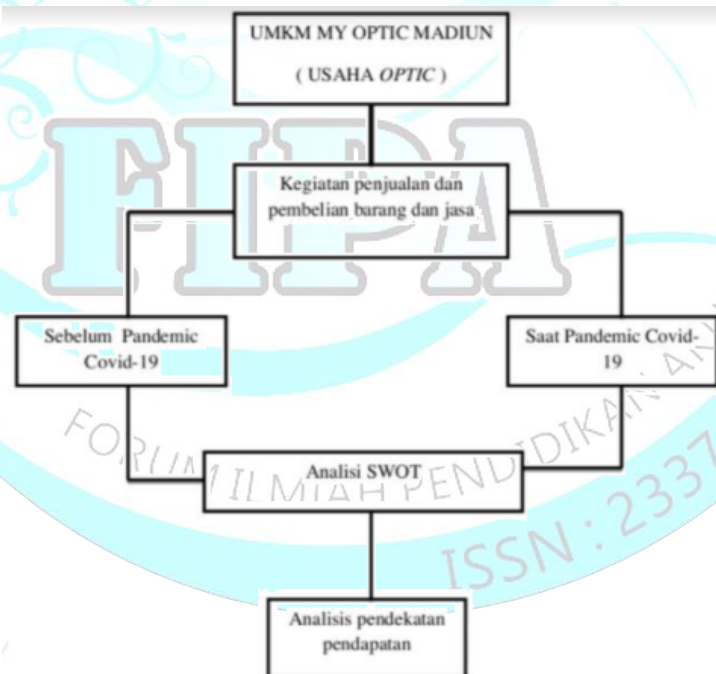 UMKM MY OPTIC MADIUN
( USAHA OPTIC )
FIPA
Kegiatan penjualan dan
pembelian barang dan jasa
Sebelum Pandemic
Covid-19
Saat Pandemic Covid-
19
FORUM ILMIAH PENDIDIKAN AK
Analisi SWOT
ISSN : 2337
Analisis pendekatan
pendapatan